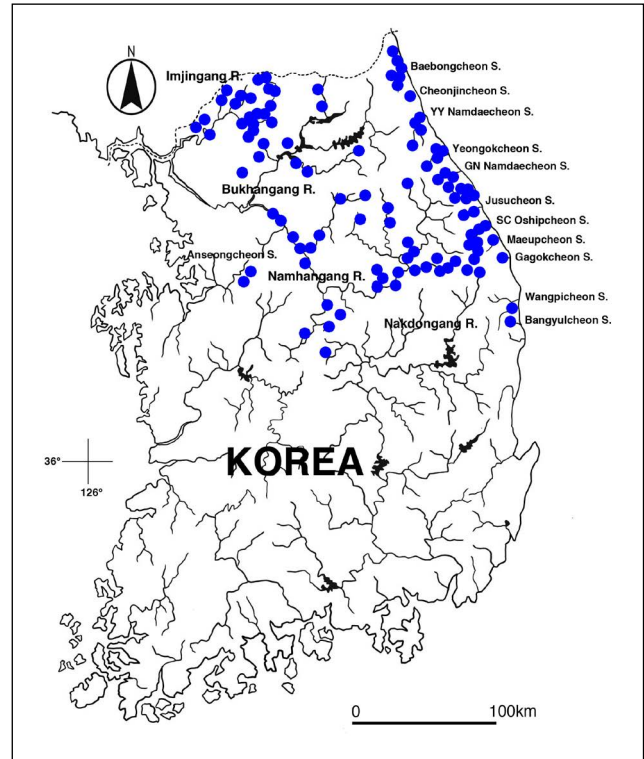 N
Imjingang R.
Baebongcheon S.
Cheonjincheon S.
YY Namdaecheon S.
Yeongokcheon S.
GN Namdaecheon S.
Bukhangang R.
Jusucheon S.
SC Oshipcheon S.
Maeupcheon S.
Anseongcheon S.
Gagokcheon S.
Namhangang R.
Wangpicheon S.
Nakdongang R.
Bangyulcheon S.
KOREA
36°
126°
0 100km